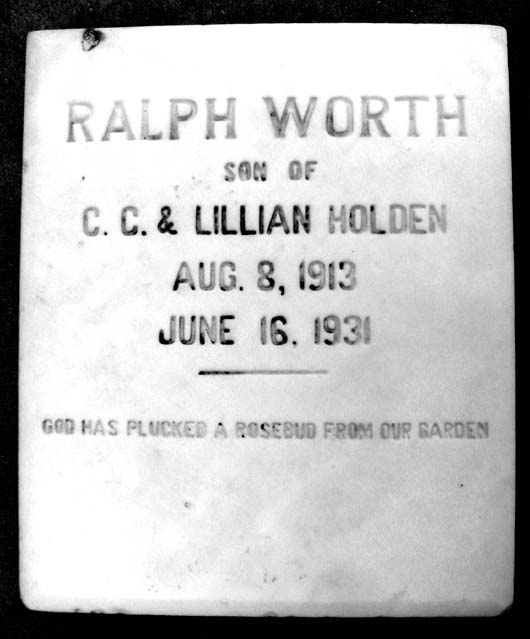 RALPH WORTH
SON OF
C. C. & LILLIAN HOLDEN
AUG. 8, 1913
JUNE 16. 1931
GOD HAS PLUCKED A ROSEBUD FROM OUR GARDEN